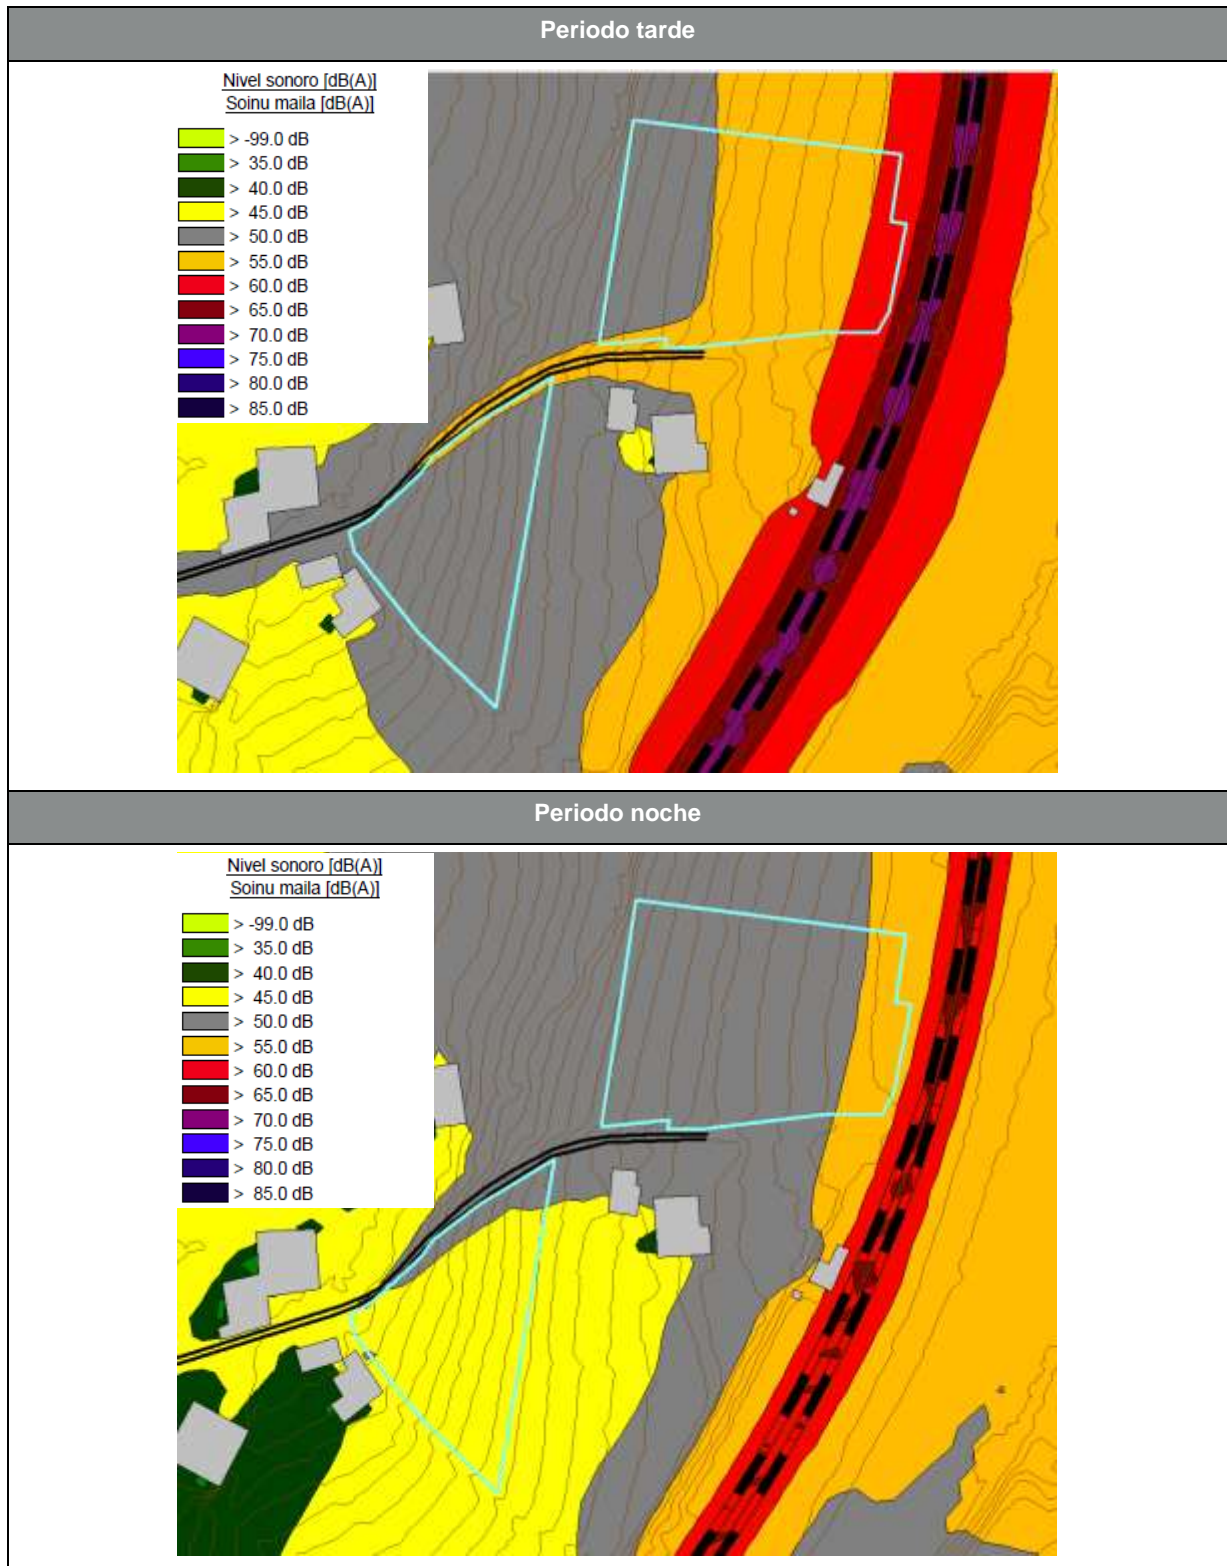 Periodo tarde
Nivel sonoro [dB(A)]
Soinu maila [dB(A)]
> -99.0 dB
> 35.0 dB
> 40.0 dB
> 45.0 dB
> 50.0 dB
> 55.0 dB
> 60.0 dB
> 65.0 dB
> 70.0 dB
> 75.0 dB
> 80.0 dB
> 85.0 dB
Periodo noche
Nivel sonoro [dB(A)]
Soinu maila [dB(A)]
> -99.0 dB
> 35.0 dB
> 40.0 dB
> 45.0 dB
> 50.0 dB
> 55.0 dB
> 60.0 dB
> 65.0 dB
> 70.0 dB
> 75.0 dB
> 80.0 dB
> 85.0 dB